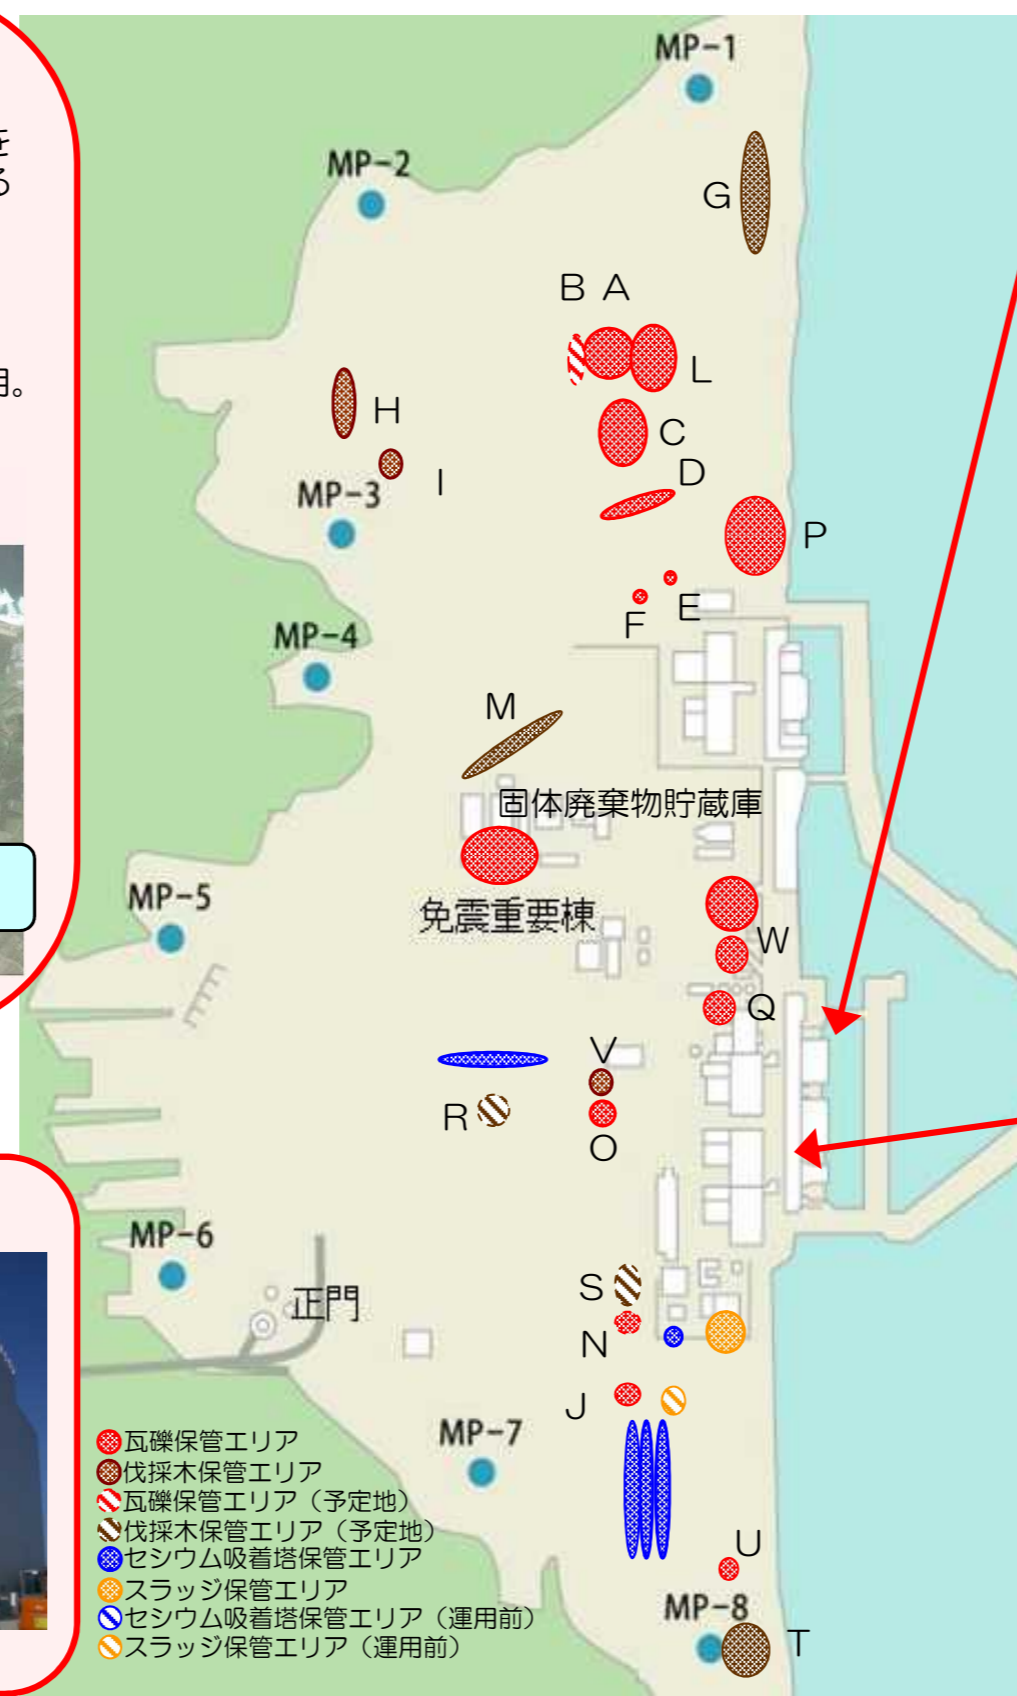 MP-1
を
MP-2
る
G
B A
L
用。
H
C
I
D
MP-3
P
E
F
MP-4
M
固体廃棄物貯蔵庫
MP-5
免震重要棟
W
Q
V
R
O
MP-6
S
正門
N
J
MP-7
瓦礫保管エリア
伐採木保管エリア
瓦礫保管エリア（予定地）
伐採木保管エリア（予定地）
セシウム吸着塔保管エリア
スラッジ保管エリア
セシウム吸着塔保管エリア（運用前）
スラッジ保管エリア（運用前）
U
MP-8
T